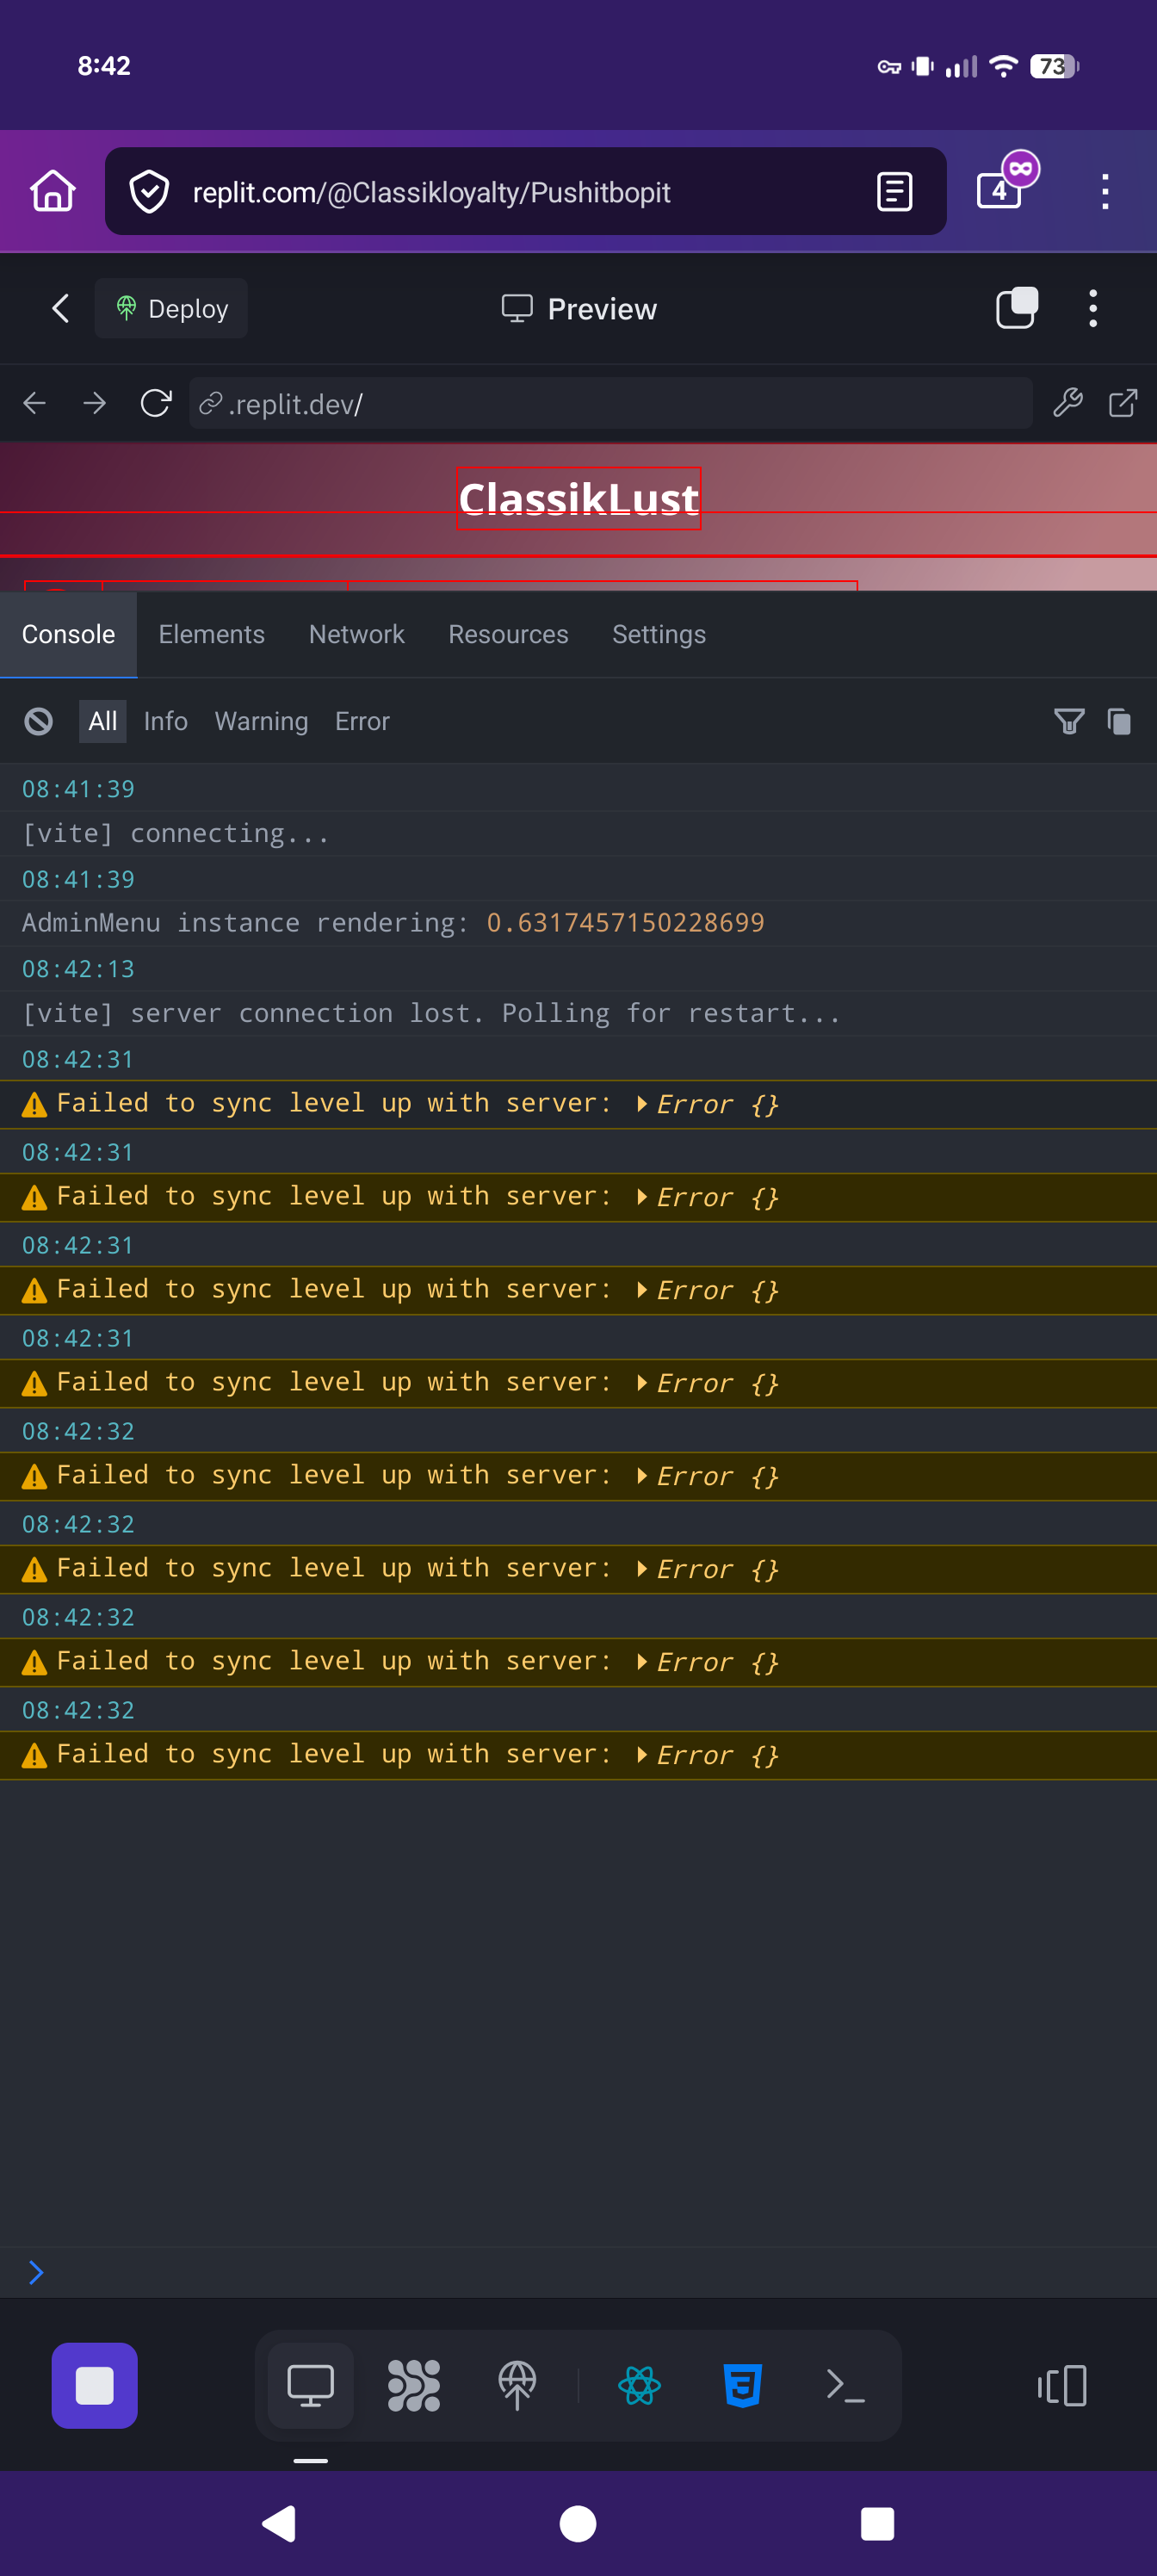 8:42
73
replit.com/@Classikloyalty/Pushitbopit
4
Deploy
Preview
.replit.dev/
ClassikLust
Console Elements Network Resources Settings
All Info Warning Error
08:41:39
[vite] connecting...
08:41:39
AdminMenu instance rendering: 0.6317457150228699
08:42:13
[vite] server connection lost. Polling for restart...
08:42:31
Failed to sync level up with server: Error {}
08:42:31
Failed to sync level up with server: Error {}
08:42:31
Failed to sync level up with server: Error {}
08:42:31
Failed to sync level up with server: Error {}
08:42:32
Failed to sync level up with server: Error {}
08:42:32
Failed to sync level up with server: Error {}
08:42:32
Failed to sync level up with server: Error {}
08:42:32
Failed to sync level up with server: Error {}